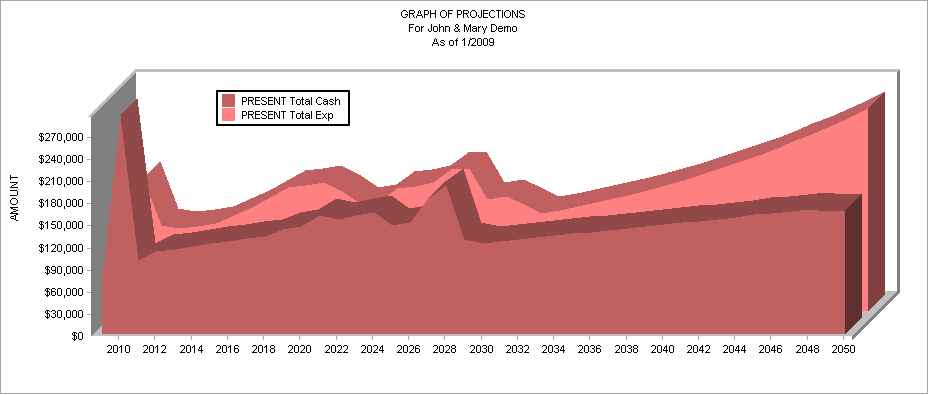 GRAPH OF PROJECTIONS
For John & Mary Demo
As of 1/2009
PRESENT Total Cash
PRESENT Total Exp
AMOUNT
$270,000
$240,000
$210,000
$180,000
$150,000
$120,000
$90,000
$60,000
$30,000
$0
2010 2012 2014 2016 2018 2020 2022 2024 2026 2028 2030 2032 2034 2036 2038 2040 2042 2044 2046 2048 2050